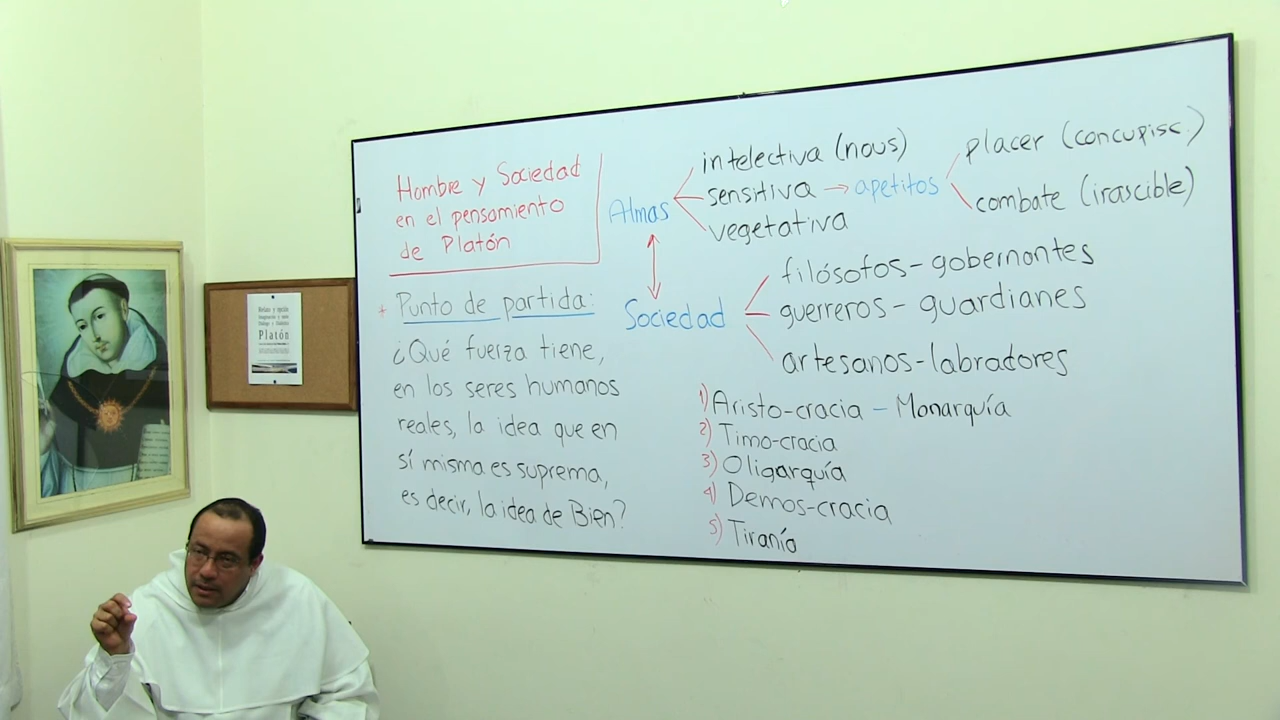 Hombre y Sociedad
en el pensamiento
de Platón
* Punto de partida:
¿Qué fuerza tiene,
en los seres humanos
reales, la idea que en
sí misma es suprema,
es decir, la idea de Bien?
Almas
intelectiva (nous)
sensitiva → apetitos
vegetativa
placer (concupisc.)
combate (irascible)
Sociedad
filósofos - gobernantes
guerreros - guardianes
artesanos - labradores
1) Aristo-cracia - Monarquía
2) Timo-cracia
3) Oligarquía
4) Demos-cracia
5) Tiranía
Platón